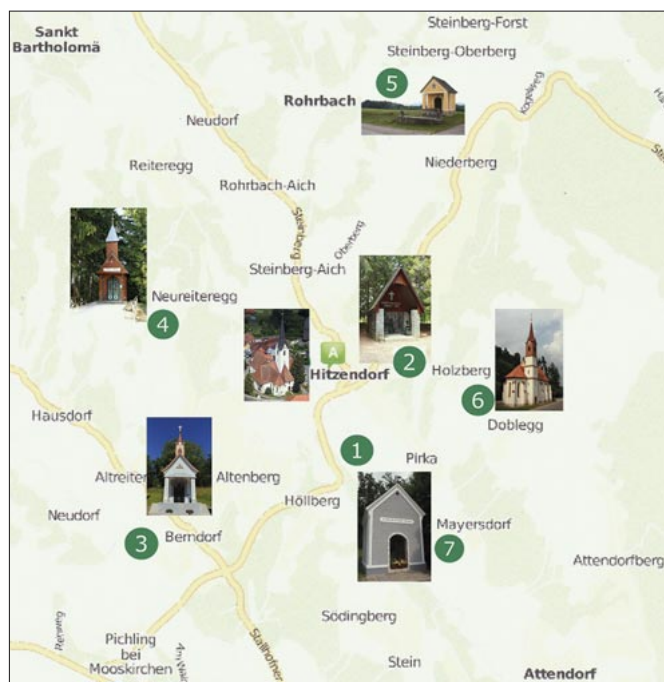 Steinberg-Forst
Sankt
Bartholomä
Steinberg-Oberberg
5
Rohrbach
Kogelweg
Neudorf
Niederberg
Reiteregg
Rohrbach-Aich
Steinberg
Oberberg
Steinberg-Aich
Neureiteregg
4
A
2
Hitzendorf
Holzberg
6
Hausdorf
Doblegg
1
Pirka
Altreiter
Altenberg
Höllberg
Neudorf
Mayersdorf
3
Berndorf
7
Attendorfberg
Södingberg
Pichling
bei
Mooskirchen
Stallhofner
Stein
Attendorf